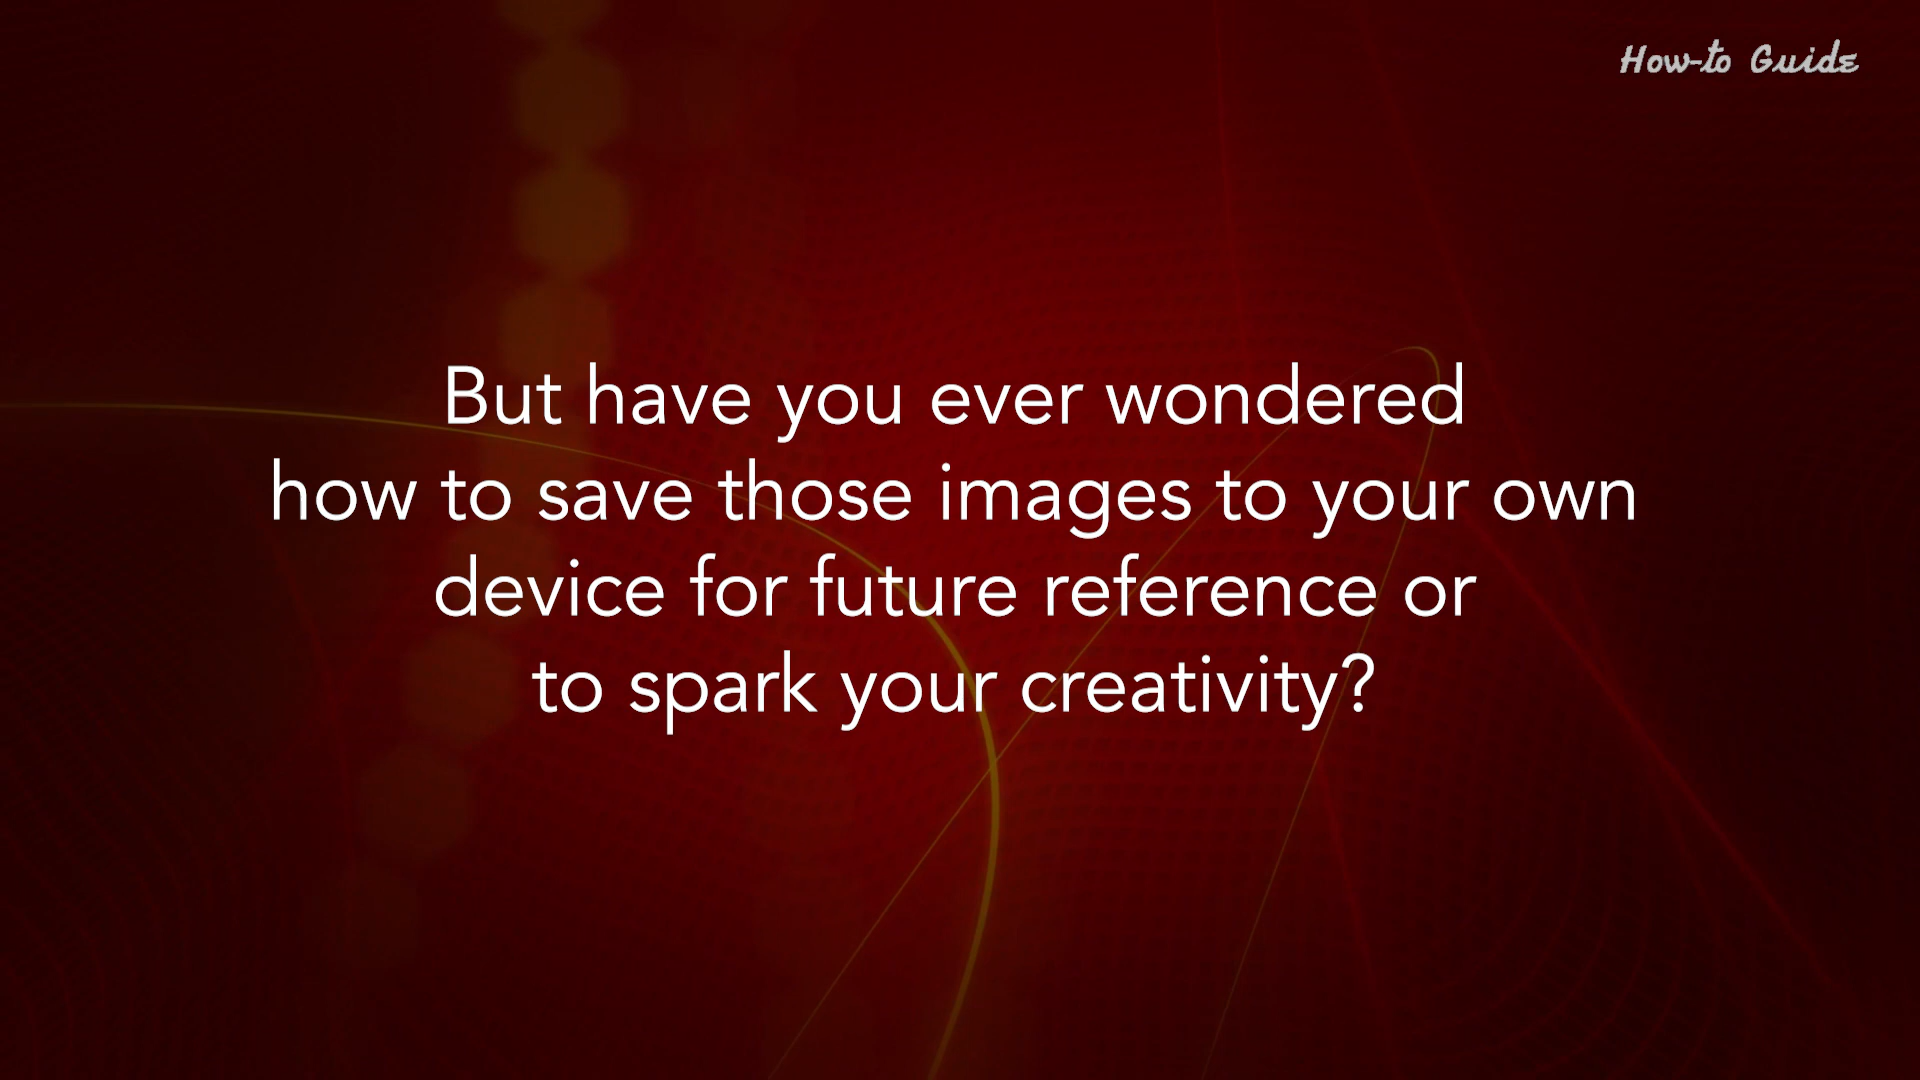 How-to Guide
But have you ever wondered
how to save those images to your own
device for future reference or
to spark your creativity?